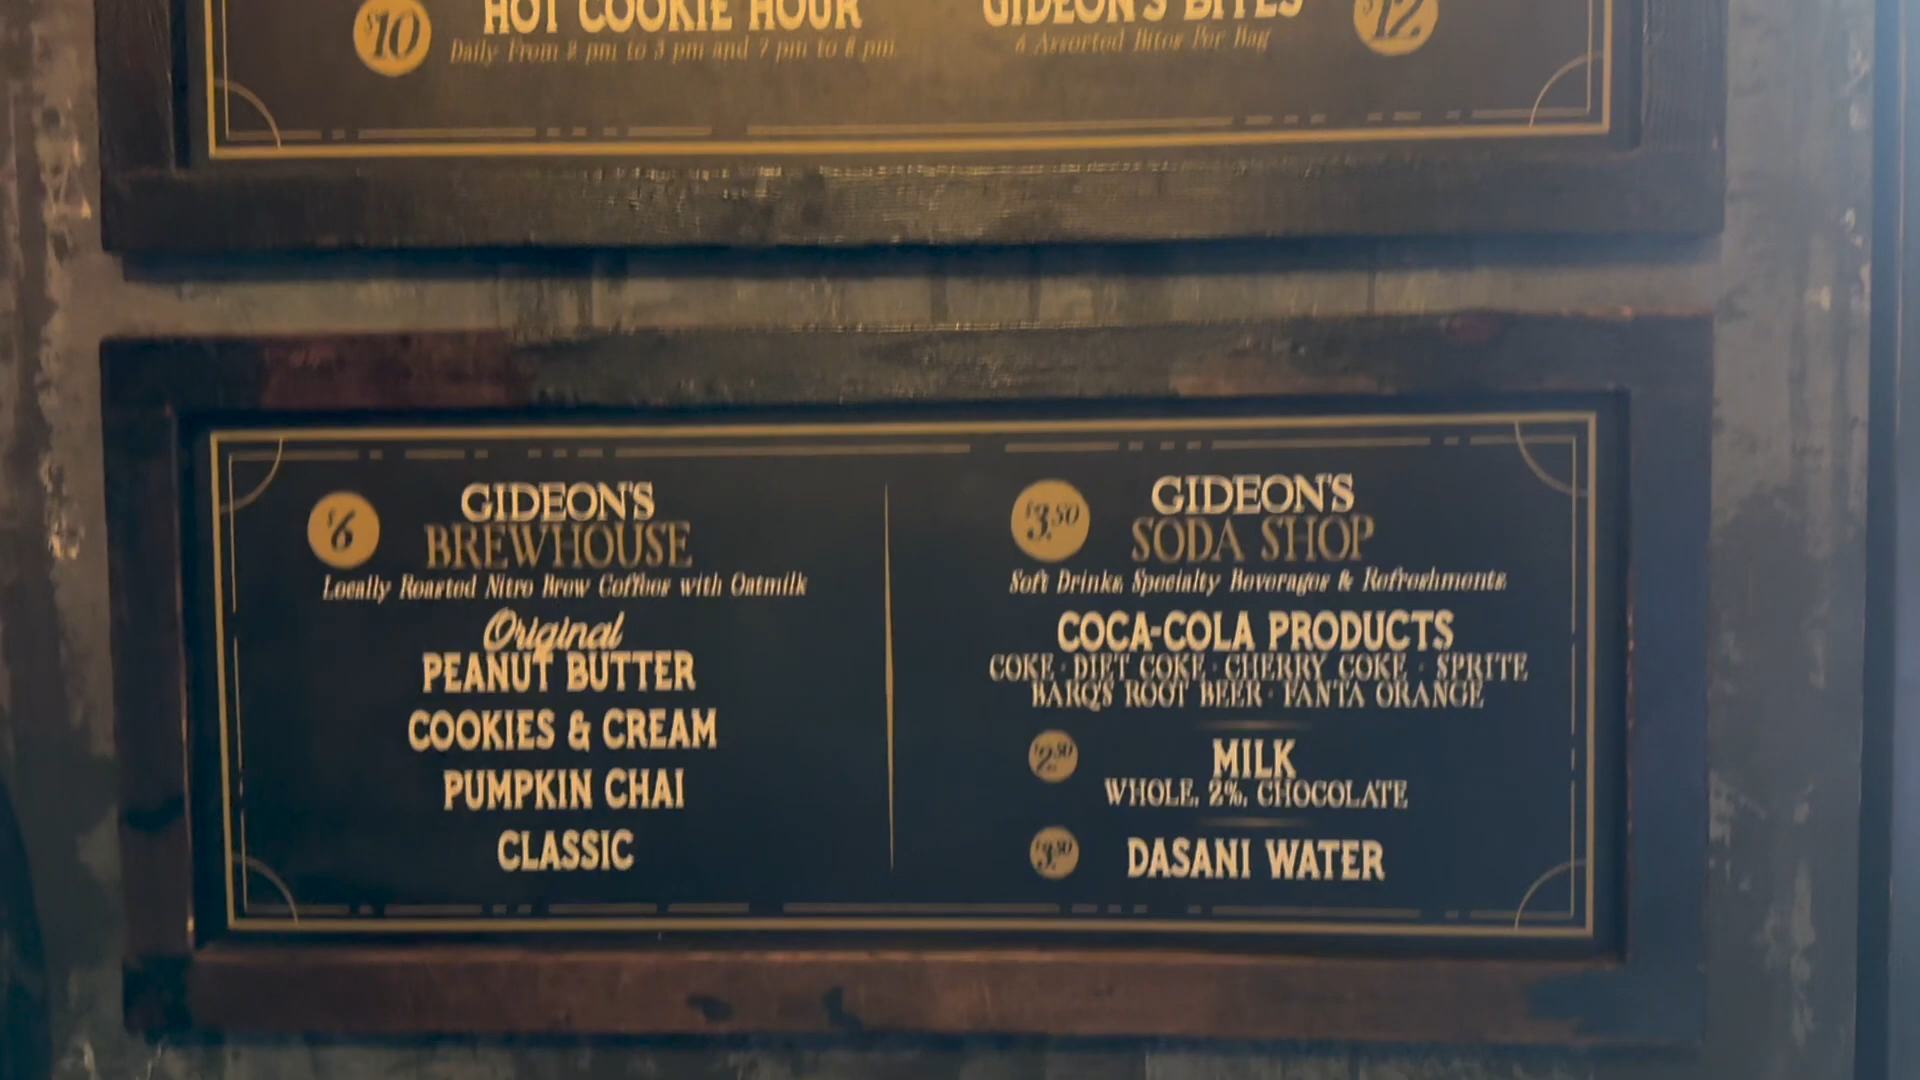 $10
HOT COOKIE HOUR
Daily From 2 pm to 3 pm and 7 pm to 8 pm
GIDEON'S BITES
6 Assorted Bites Per Bag
$12
$6
GIDEON'S
BREWHOUSE
Locally Roasted Nitro Brew Coffees with Oatmilk
Original
PEANUT BUTTER
COOKIES & CREAM
PUMPKIN CHAI
CLASSIC
$3.50
GIDEON'S
SODA SHOP
Soft Drinks, Specialty Beverages & Refreshments
COCA-COLA PRODUCTS
COKE · DIET COKE · CHERRY COKE · SPRITE
BARQ'S ROOT BEER · FANTA ORANGE
$2.50
MILK
WHOLE, 2%, CHOCOLATE
$3.50
DASANI WATER